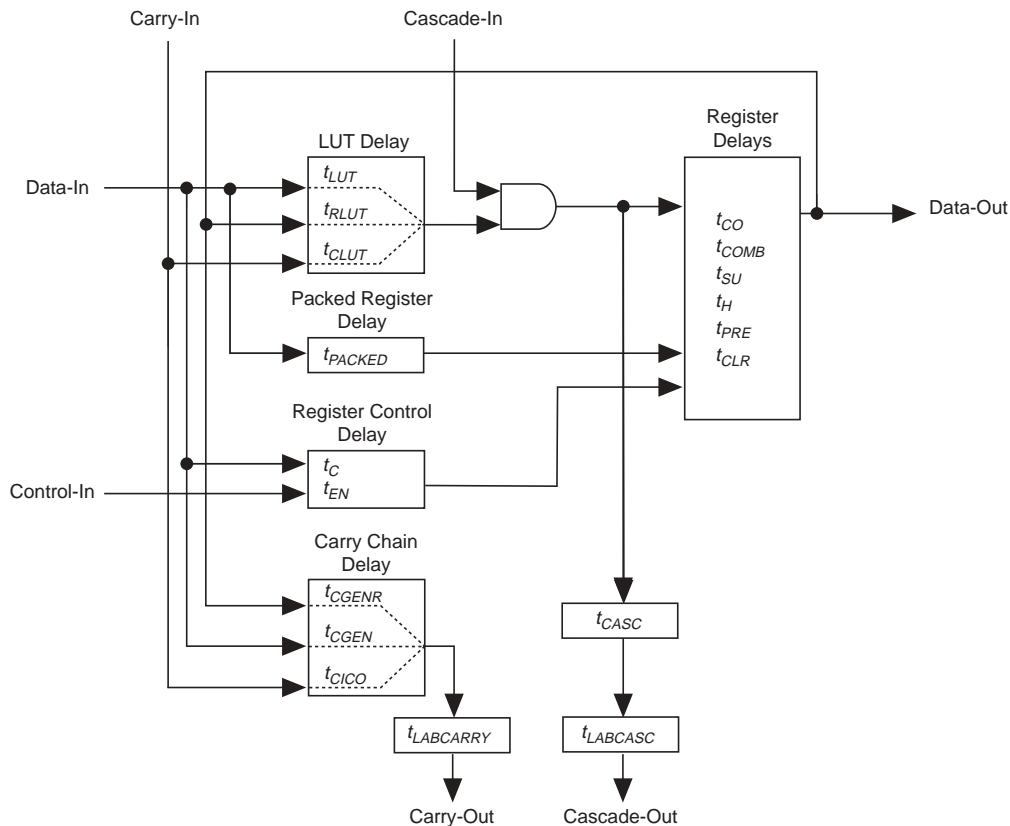 Carry-In
Cascade-In
Register
Delays
LUT Delay
Data-In
tLUT
tRLUT
tCLUT
Data-Out
tCO
tCOMB
tSU
tH
tPRE
tCLR
Packed Register
Delay
tPACKED
Register Control
Delay
tC
tEN
Control-In
Carry Chain
Delay
tCGENR
tCGEN
tCICO
tCASC
tLABCARRY
tLABCASC
Carry-Out
Cascade-Out